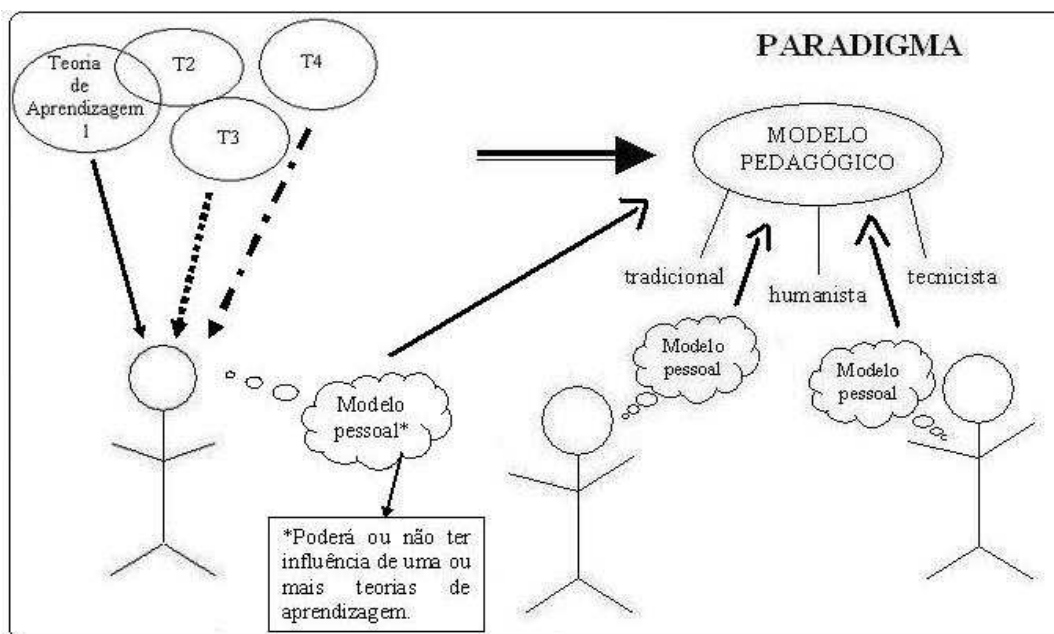 Teoria
de
Aprendizagem
1
T2
T3
T4
PARADIGMA
MODELO
PEDAGÓGICO
tradicional
humanista
tecnicista
Modelo
pessoal*
Modelo
pessoal
Modelo
pessoal
*Poderá ou não ter
influência de uma ou
mais teorias de
aprendizagem.